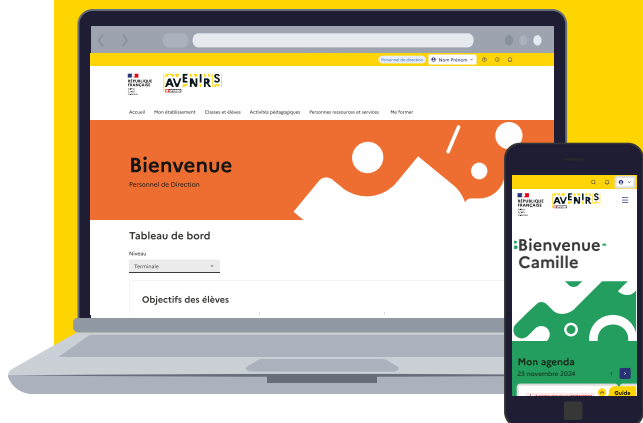 Personnel de direction
Nom Prénom
RÉPUBLIQUE
FRANÇAISE
AVENIRS
Accueil Mon établissement Classes et élèves Activités pédagogiques Personnes ressources et services Me former
Bienvenue
Personnel de Direction
Tableau de bord
Niveau
Terminale
Objectifs des élèves
RÉPUBLIQUE
FRANÇAISE
AVENIRS
Bienvenue
Camille
Mon agenda
23 novembre 2024
Guide